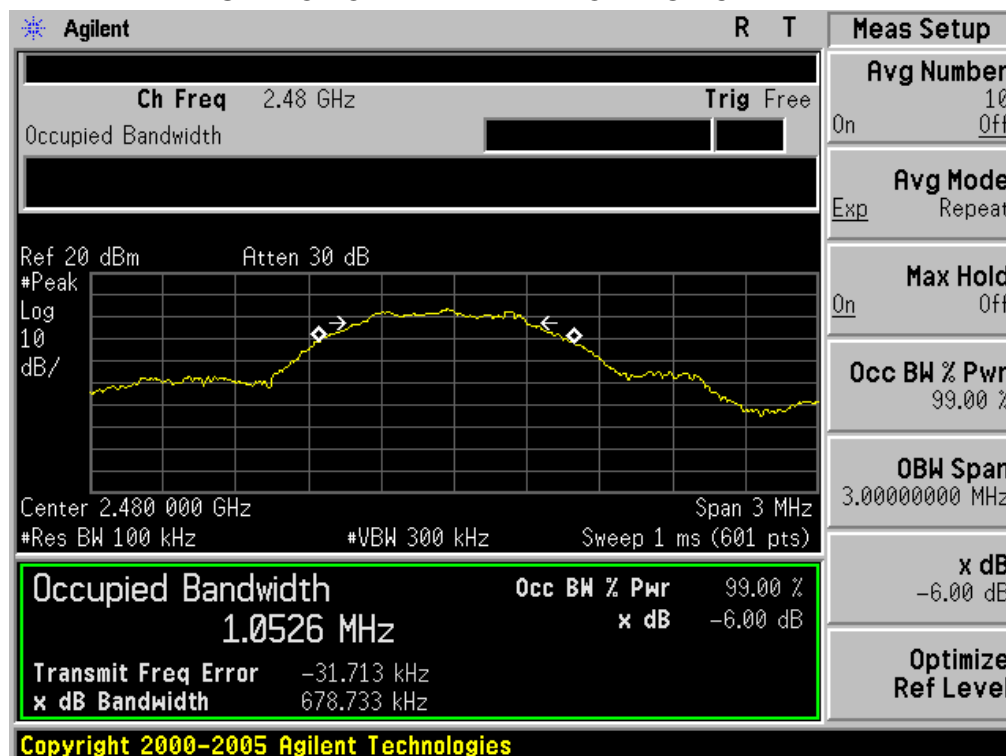 Agilent R T
Ch Freq 2.48 GHz Trig Free
Occupied Bandwidth
Ref 20 dBm Atten 30 dB
#Peak
Log
10
dB/
Center 2.480 000 GHz Span 3 MHz
#Res BW 100 kHz #VBW 300 kHz Sweep 1 ms (601 pts)
Occupied Bandwidth Occ BW % Pwr 99.00 %
1.0526 MHz x dB -6.00 dB
Transmit Freq Error -31.713 kHz
x dB Bandwidth 678.733 kHz
Copyright 2000-2005 Agilent Technologies
Meas Setup
Avg Number
10
On Off
Avg Mode
Exp Repeat
Max Hold
On Off
Occ BW % Pwr
99.00 %
OBW Span
3.00000000 MHz
x dB
-6.00 dB
Optimize
Ref Level